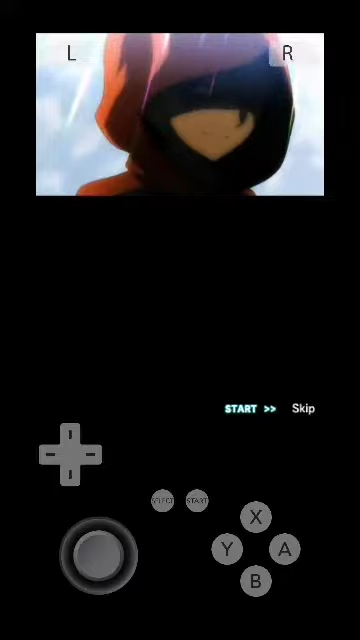 L R
START >> Skip
SELECT START
X
Y A
B